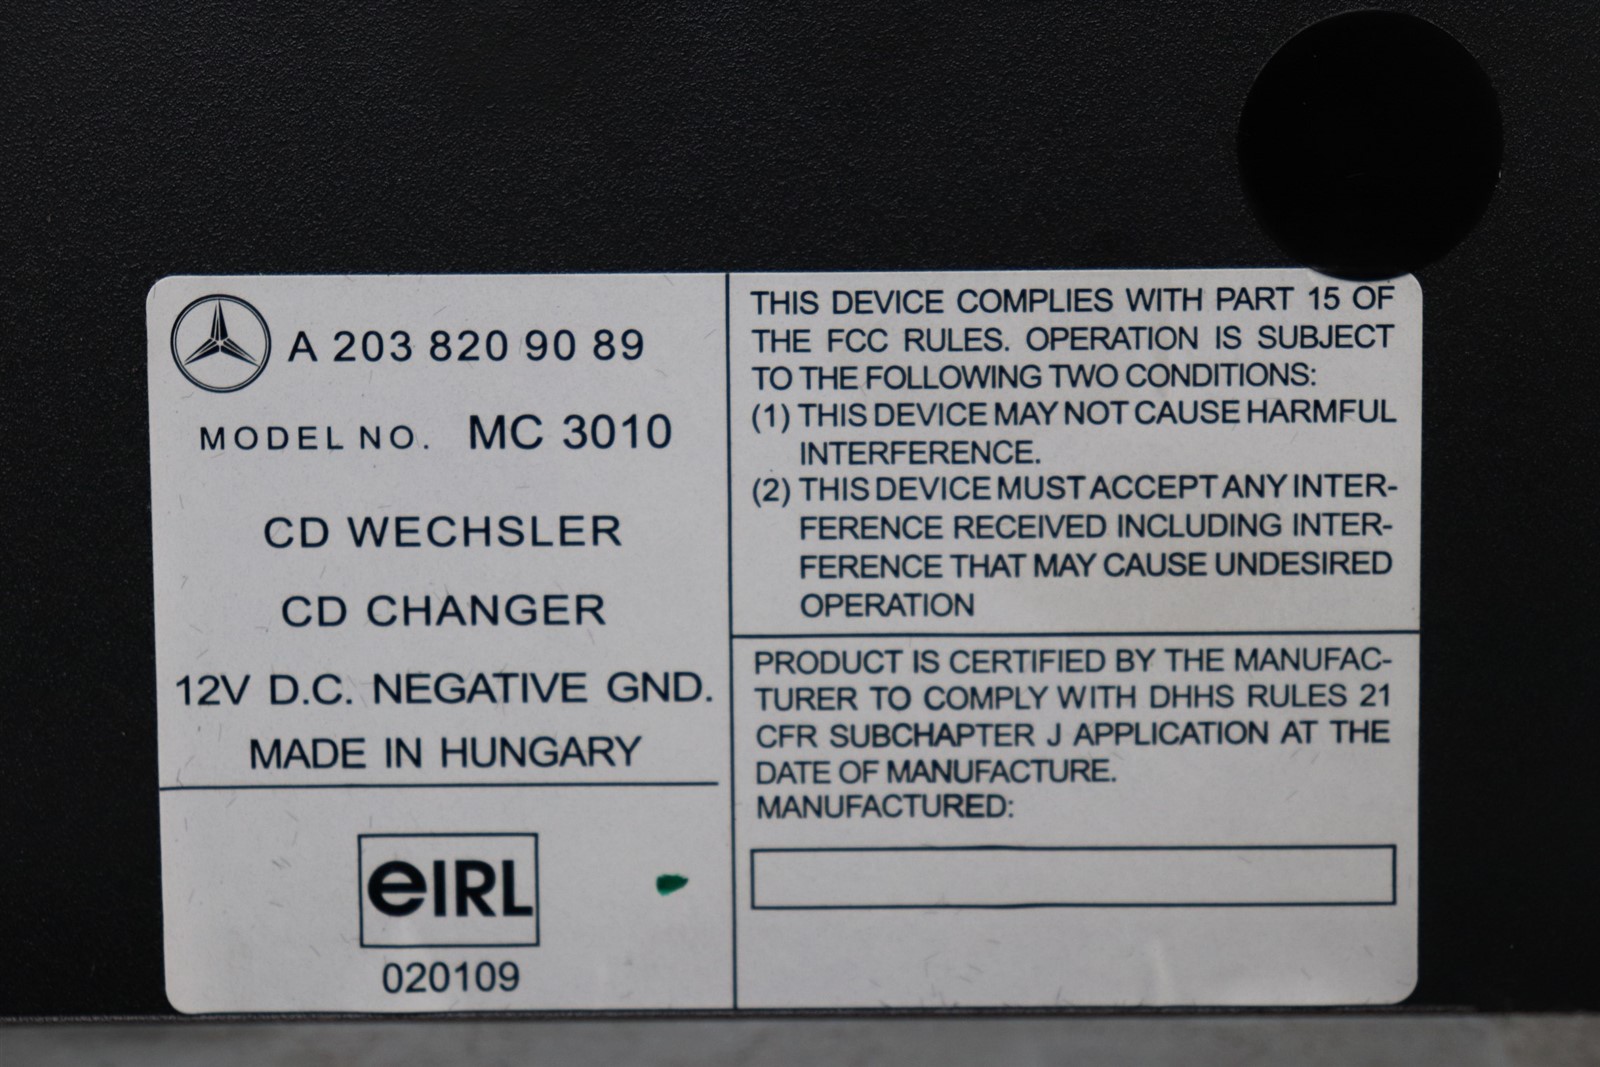 A 203 820 90 89
MODEL NO. MC 3010
CD WECHSLER
CD CHANGER
12V D.C. NEGATIVE GND.
MADE IN HUNGARY
eIRL
020109
THIS DEVICE COMPLIES WITH PART 15 OF
THE FCC RULES. OPERATION IS SUBJECT
TO THE FOLLOWING TWO CONDITIONS:
(1) THIS DEVICE MAY NOT CAUSE HARMFUL
INTERFERENCE.
(2) THIS DEVICE MUST ACCEPT ANY INTER-
FERENCE RECEIVED INCLUDING INTER-
FERENCE THAT MAY CAUSE UNDESIRED
OPERATION
PRODUCT IS CERTIFIED BY THE MANUFAC-
TURER TO COMPLY WITH DHHS RULES 21
CFR SUBCHAPTER J APPLICATION AT THE
DATE OF MANUFACTURE.
MANUFACTURED: